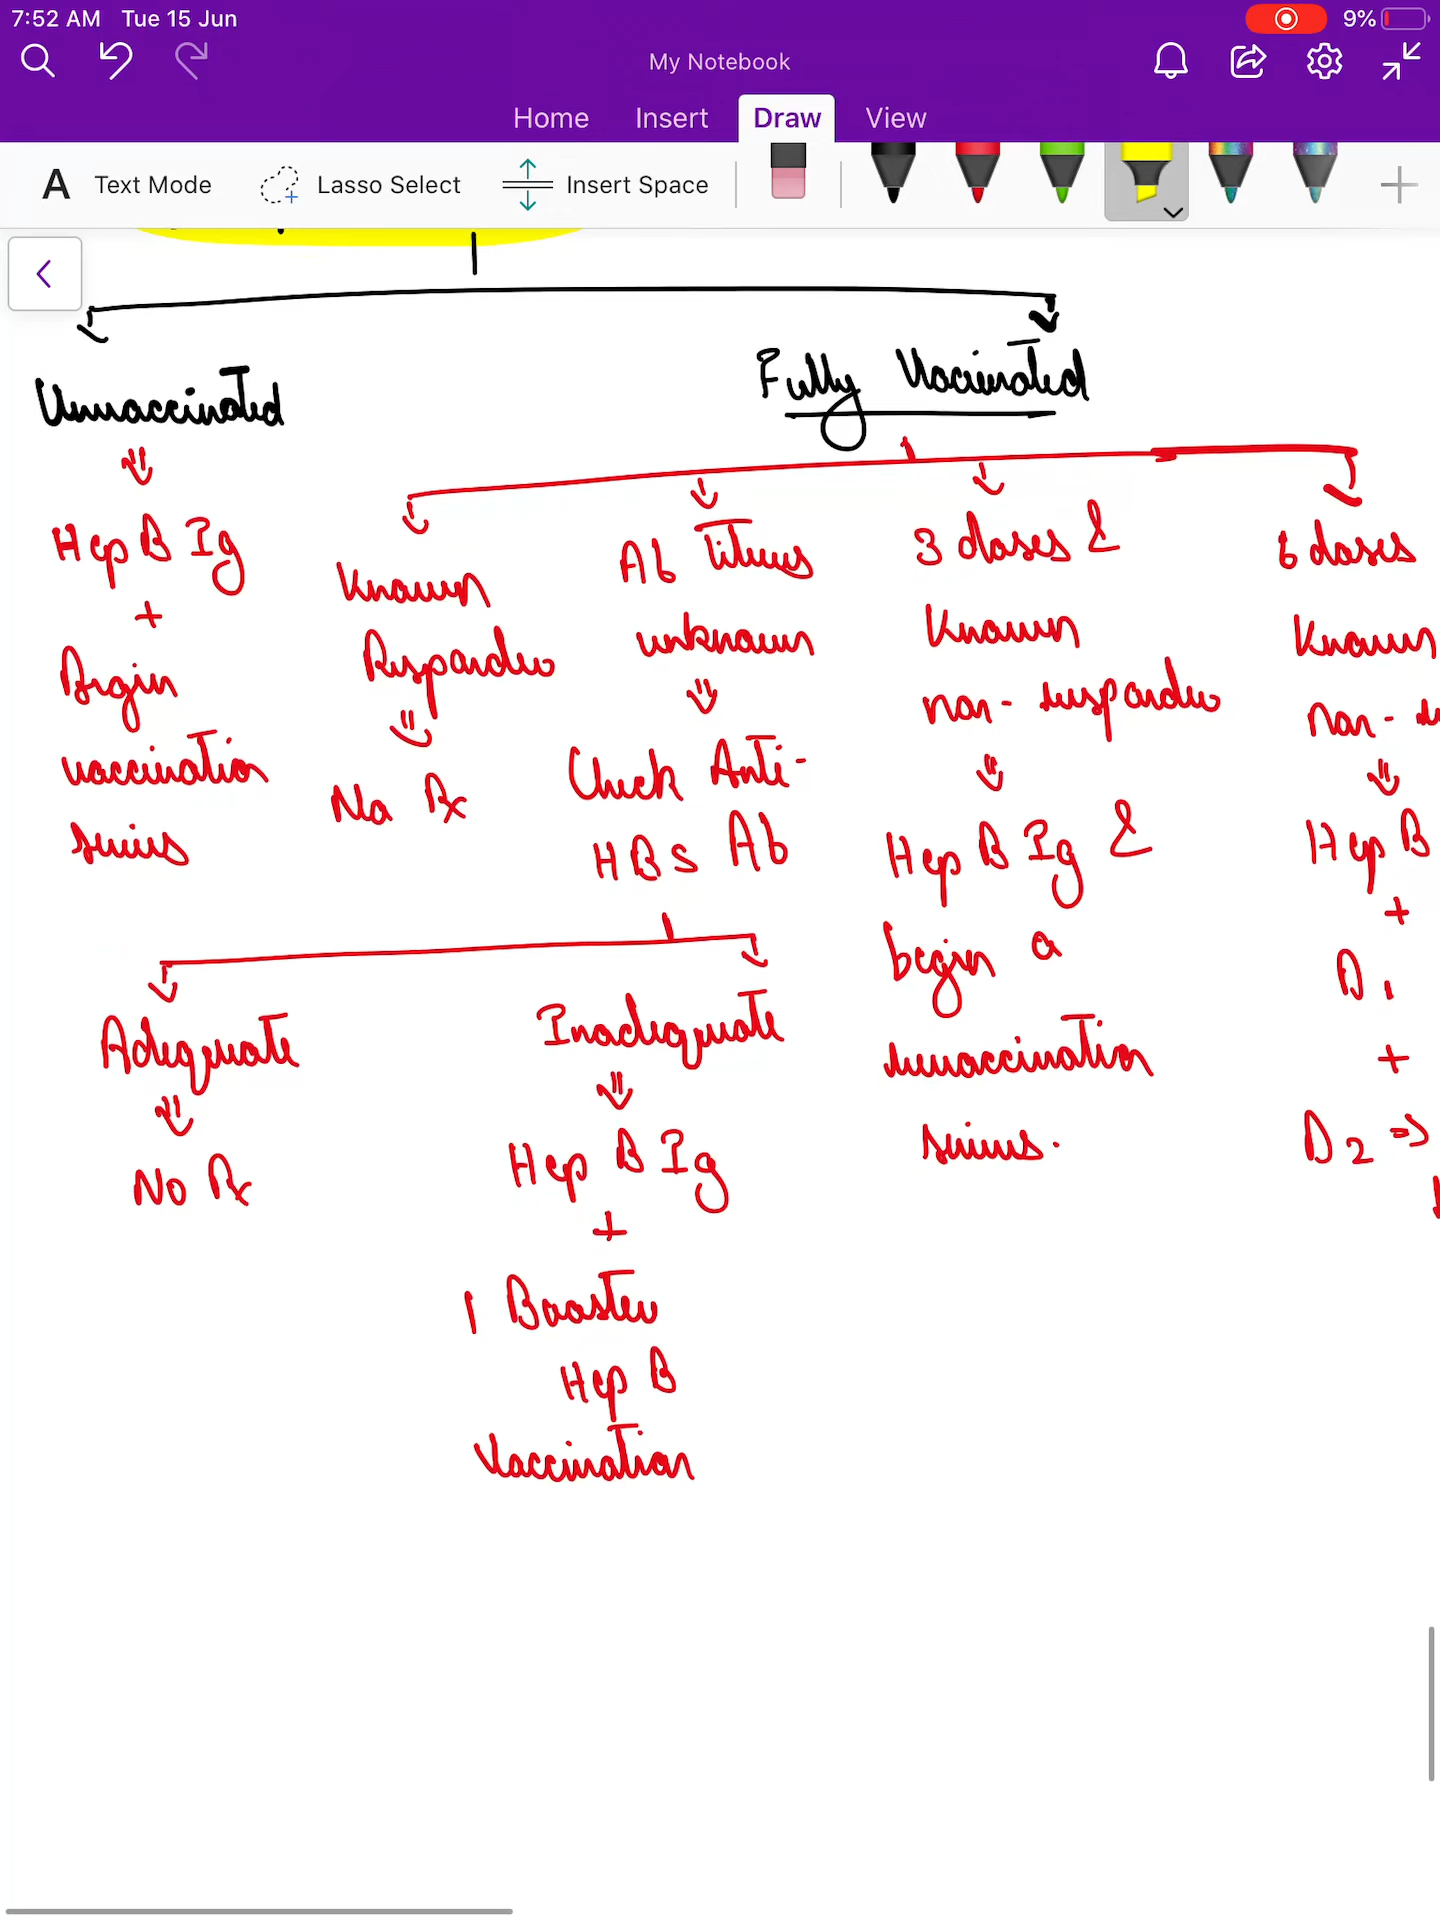 7:52 AM Tue 15 Jun
9%
My Notebook
Home Insert Draw View
A Text Mode Lasso Select Insert Space
Unvaccinated
Fully Vaccinated
Hep B Ig
+
Begin
vaccination
series
Known
Responder
No Rx
Ab titers
unknown
Check Anti-
HBs Ab
Adequate
No Rx
Inadequate
Hep B Ig
+
1 Booster
Hep B
Vaccination
3 doses &
Known
non-responder
Hep B Ig &
begin a
revaccination
series.
6 doses
Known
non-
Hep B
+
D1
+
D2 =>